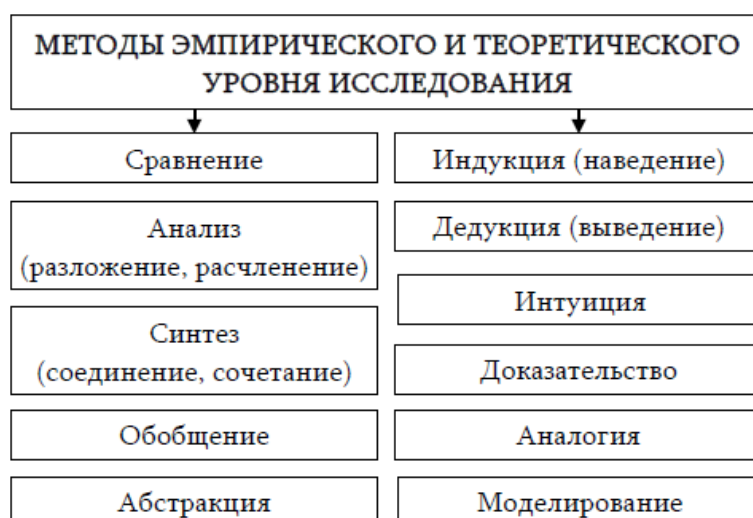 МЕТОДЫ ЭМПИРИЧЕСКОГО И ТЕОРЕТИЧЕСКОГО
УРОВНЯ ИССЛЕДОВАНИЯ
Сравнение
Анализ
(разложение, расчленение)
Синтез
(соединение, сочетание)
Обобщение
Абстракция
Индукция (наведение)
Дедукция (выведение)
Интуиция
Доказательство
Аналогия
Моделирование